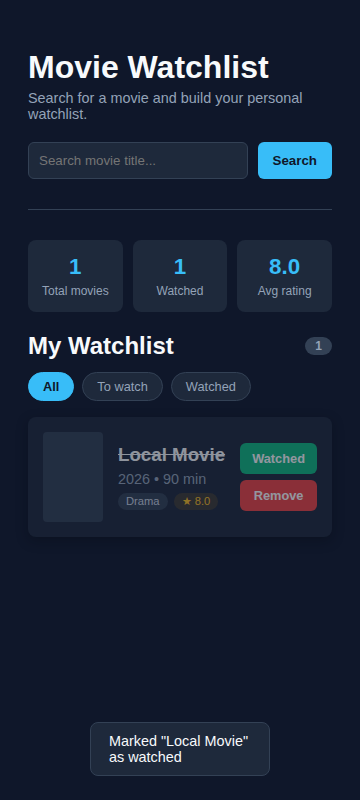 Movie Watchlist
Search for a movie and build your personal
watchlist.
Search movie title...
Search
1
Total movies
1
Watched
8.0
Avg rating
My Watchlist
1
All
To watch
Watched
Local Movie
2026 • 90 min
Drama
★ 8.0
Watched
Remove
Marked "Local Movie"
as watched